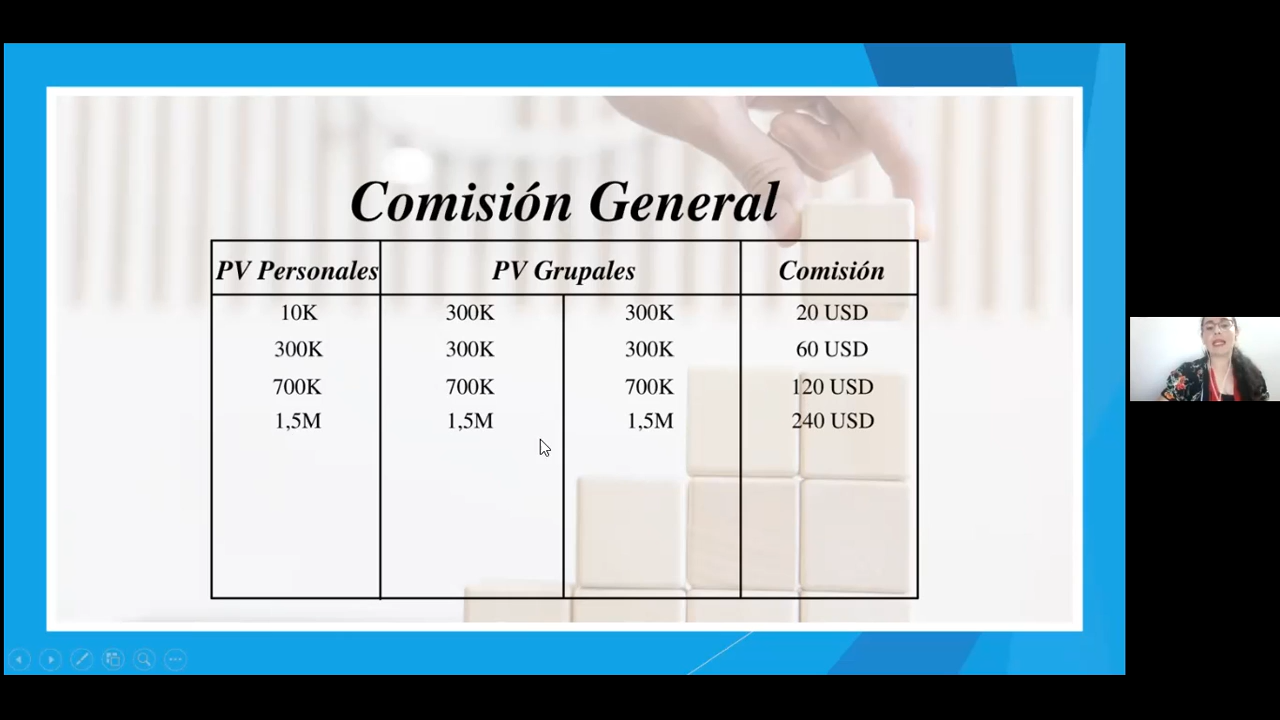 Comisión General
PV Personales PV Grupales Comisión
10K 300K 300K 20 USD
300K 300K 300K 60 USD
700K 700K 700K 120 USD
1,5M 1,5M 1,5M 240 USD